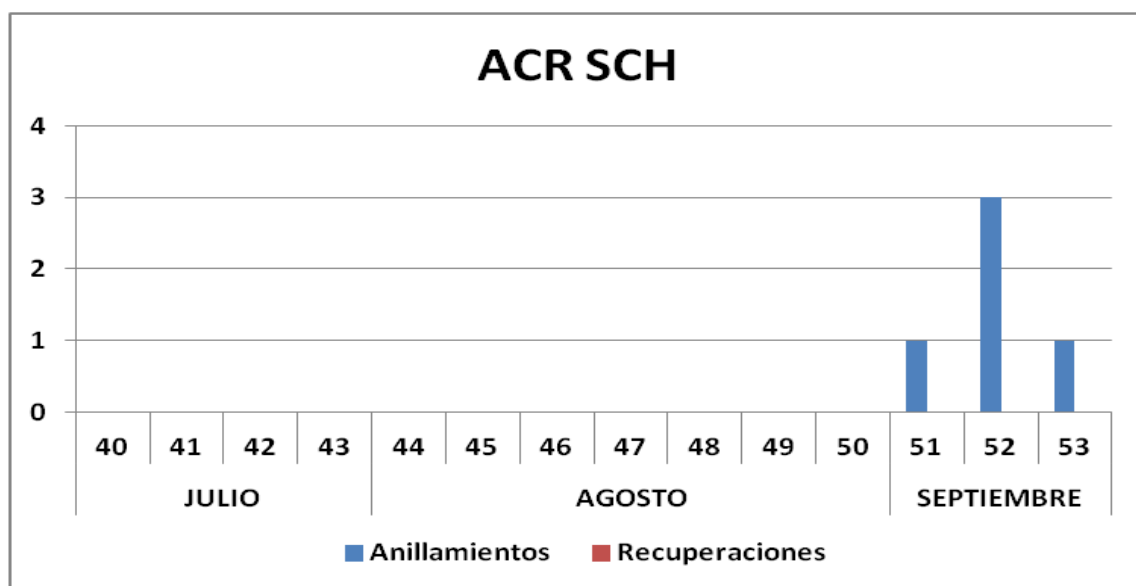 ACR SCH
4
3
2
1
0
40 41 42 43 44 45 46 47 48 49 50 51 52 53
JULIO AGOSTO SEPTIEMBRE
Anillamientos Recuperaciones